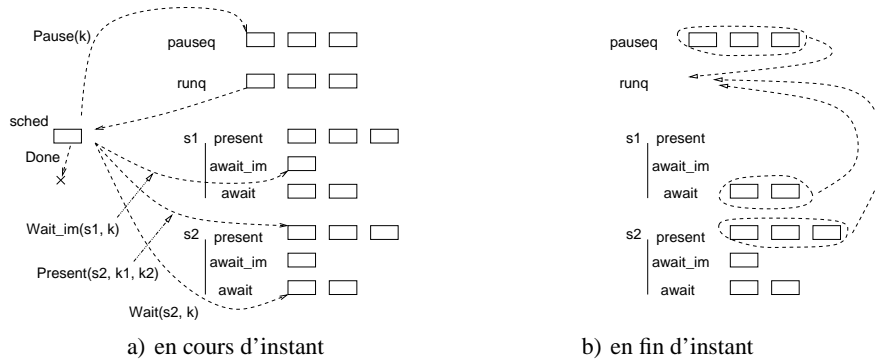 Pause(k)
pauseq
runq
sched
Done
s1 present
await_im
await
Wait_im(s1, k)
s2 present
await_im
Present(s2, k1, k2)
await
Wait(s2, k)
a) en cours d'instant
pauseq
runq
s1 present
await_im
await
s2 present
await_im
await
b) en fin d'instant